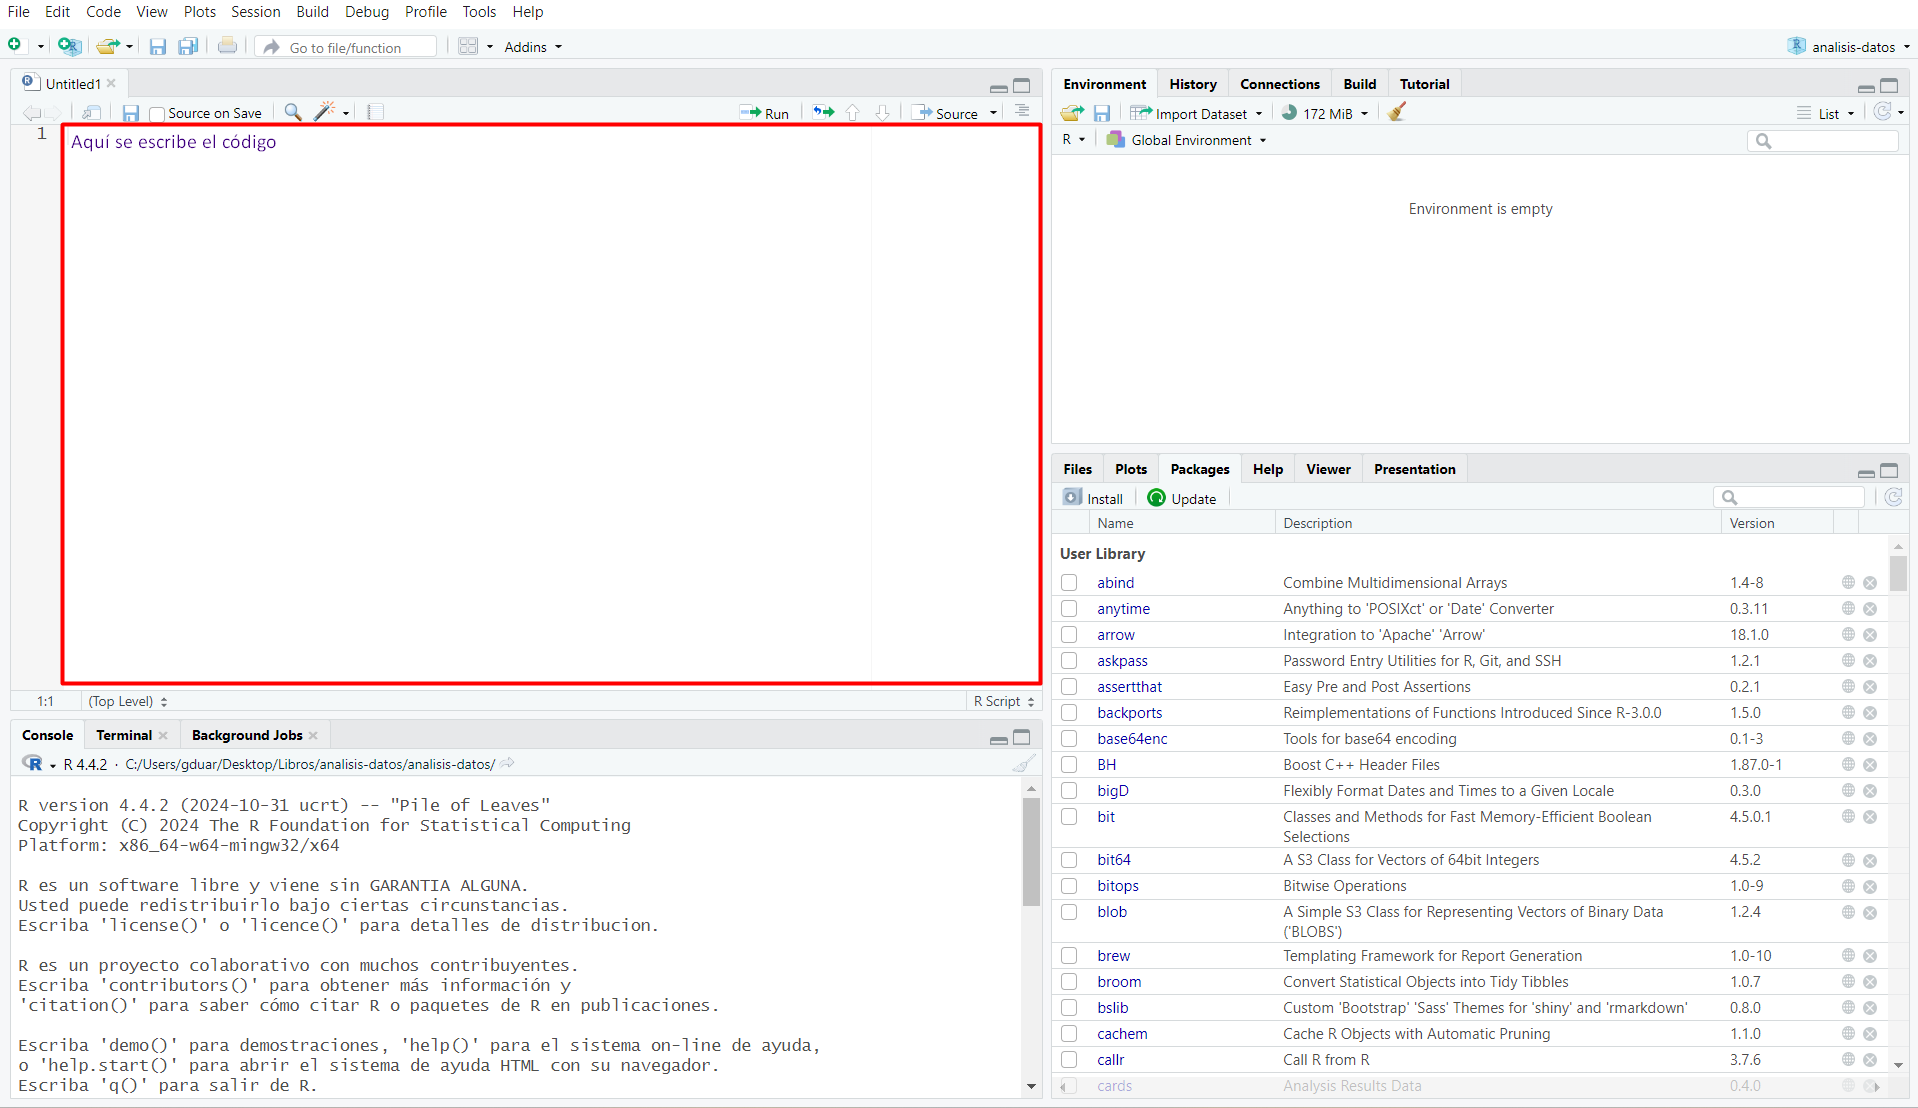 File Edit Code View Plots Session Build Debug Profile Tools Help
Go to file/function Addins analisis-datos
Untitled1
Source on Save Run Source
1 Aquí se escribe el código
1:1 (Top Level) R Script
Console Terminal Background Jobs
R 4.4.2 · C:/Users/gduar/Desktop/Libros/analisis-datos/analisis-datos/
R version 4.4.2 (2024-10-31 ucrt) -- "Pile of Leaves"
Copyright (C) 2024 The R Foundation for Statistical Computing
Platform: x86_64-w64-mingw32/x64
R es un software libre y viene sin GARANTIA ALGUNA.
Usted puede redistribuirlo bajo ciertas circunstancias.
Escriba 'license()' o 'licence()' para detalles de distribucion.
R es un proyecto colaborativo con muchos contribuyentes.
Escriba 'contributors()' para obtener más información y
'citation()' para saber cómo citar R o paquetes de R en publicaciones.
Escriba 'demo()' para demostraciones, 'help()' para el sistema on-line de ayuda,
o 'help.start()' para abrir el sistema de ayuda HTML con su navegador.
Escriba 'q()' para salir de R.
Environment History Connections Build Tutorial
Import Dataset 172 MiB List
R Global Environment
Environment is empty
Files Plots Packages Help Viewer Presentation
Install Update
Name Description Version
User Library
abind Combine Multidimensional Arrays 1.4-8
anytime Anything to 'POSIXct' or 'Date' Converter 0.3.11
arrow Integration to 'Apache' 'Arrow' 18.1.0
askpass Password Entry Utilities for R, Git, and SSH 1.2.1
assertthat Easy Pre and Post Assertions 0.2.1
backports Reimplementations of Functions Introduced Since R-3.0.0 1.5.0
base64enc Tools for base64 encoding 0.1-3
BH Boost C++ Header Files 1.87.0-1
bigD Flexibly Format Dates and Times to a Given Locale 0.3.0
bit Classes and Methods for Fast Memory-Efficient Boolean 4.5.0.1
Selections
bit64 A S3 Class for Vectors of 64bit Integers 4.5.2
bitops Bitwise Operations 1.0-9
blob A Simple S3 Class for Representing Vectors of Binary Data 1.2.4
('BLOBS')
brew Templating Framework for Report Generation 1.0-10
broom Convert Statistical Objects into Tidy Tibbles 1.0.7
bslib Custom 'Bootstrap' 'Sass' Themes for 'shiny' and 'rmarkdown' 0.8.0
cachem Cache R Objects with Automatic Pruning 1.1.0
callr Call R from R 3.7.6
cards Analysis Results Data 0.4.0